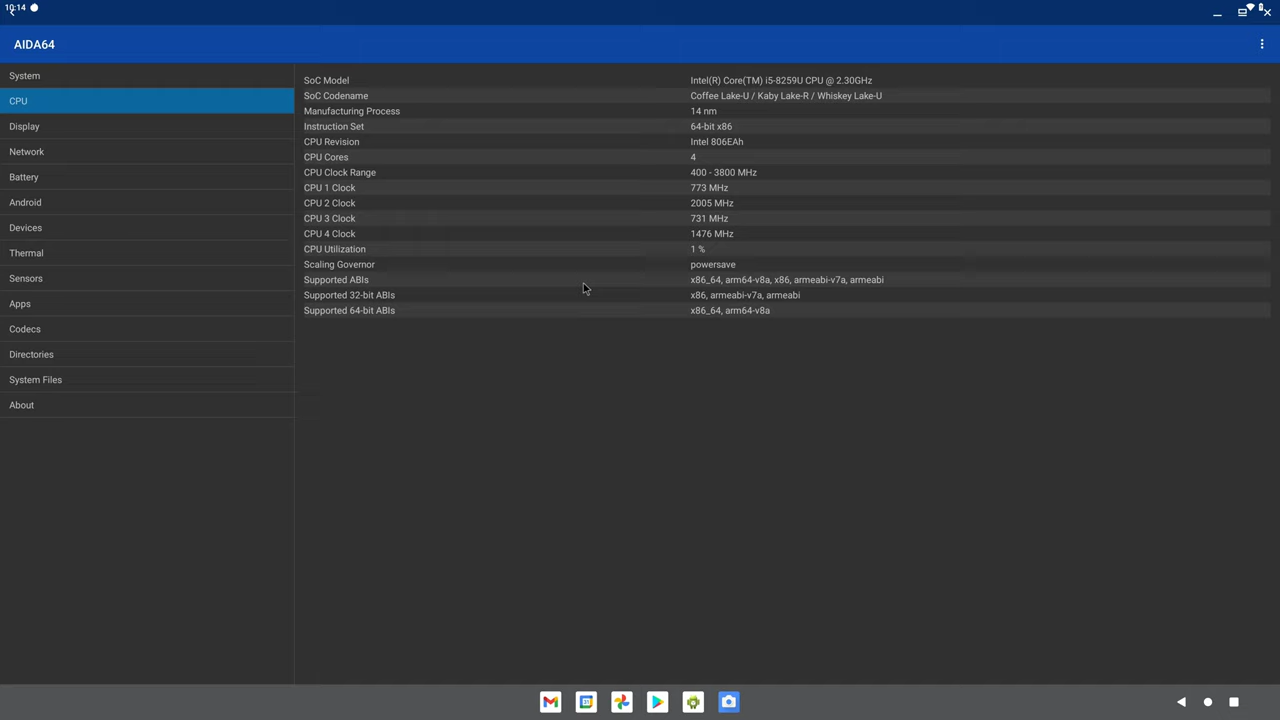 10:14
AIDA64
System
CPU
Display
Network
Battery
Android
Devices
Thermal
Sensors
Apps
Codecs
Directories
System Files
About
SoC Model Intel(R) Core(TM) i5-8259U CPU @ 2.30GHz
SoC Codename Coffee Lake-U / Kaby Lake-R / Whiskey Lake-U
Manufacturing Process 14 nm
Instruction Set 64-bit x86
CPU Revision Intel 806EAh
CPU Cores 4
CPU Clock Range 400 - 3800 MHz
CPU 1 Clock 773 MHz
CPU 2 Clock 2005 MHz
CPU 3 Clock 731 MHz
CPU 4 Clock 1476 MHz
CPU Utilization 1 %
Scaling Governor powersave
Supported ABIs x86_64, arm64-v8a, x86, armeabi-v7a, armeabi
Supported 32-bit ABIs x86, armeabi-v7a, armeabi
Supported 64-bit ABIs x86_64, arm64-v8a